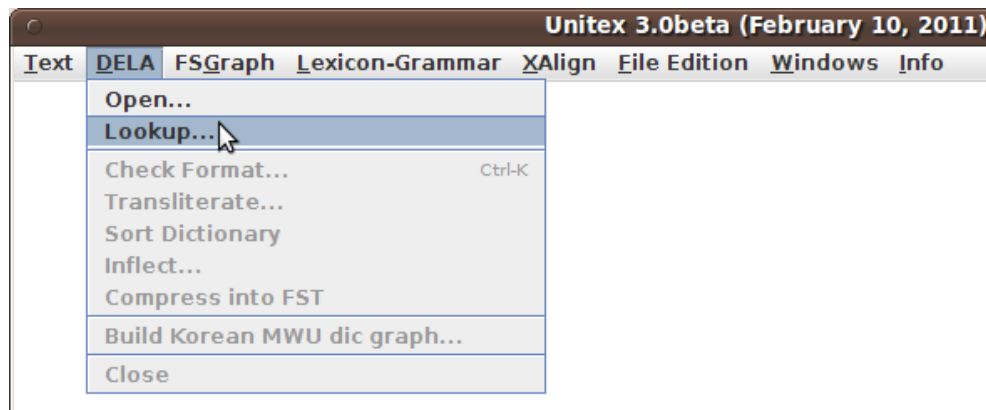 Unitex 3.0beta (February 10, 2011)
Text DELA FSGraph Lexicon-Grammar XAlign File Edition Windows Info
Open...
Lookup...
Check Format... Ctrl-K
Transliterate...
Sort Dictionary
Inflect...
Compress into FST
Build Korean MWU dic graph...
Close